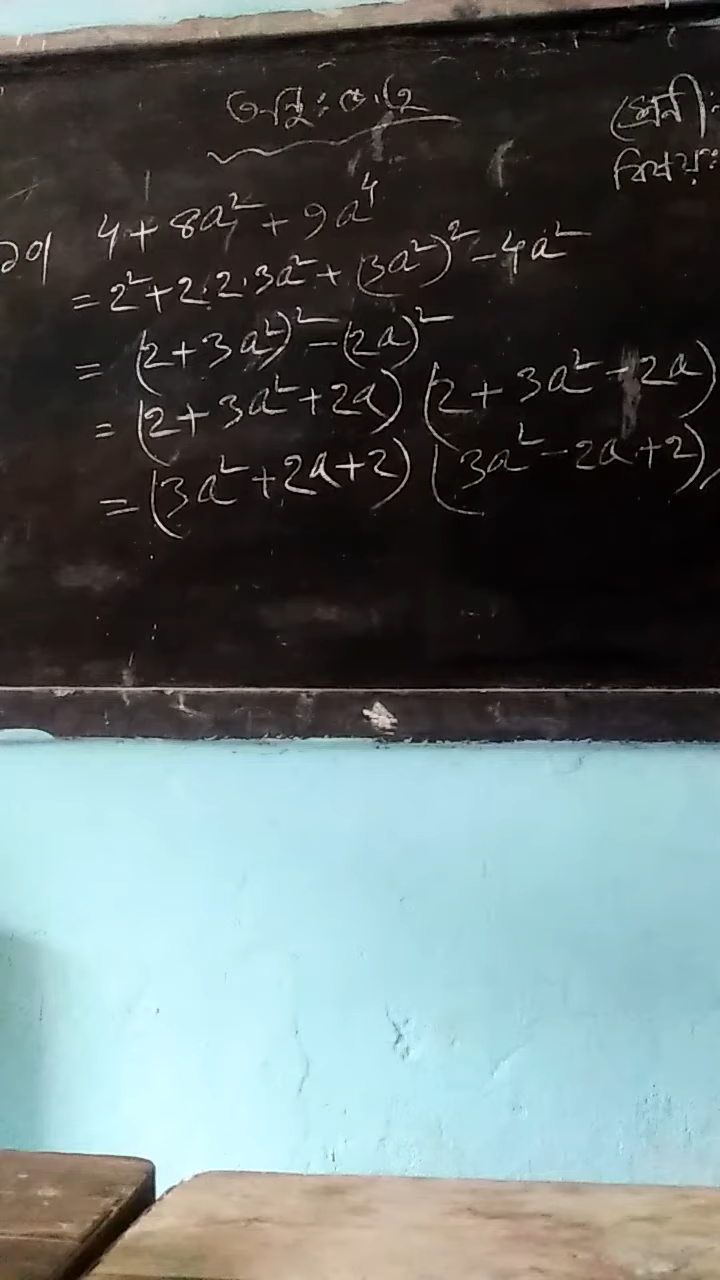 অনু: ৩.২
শ্রেণী:
বিষয়:
১৭| 4 + 8a² + 9a⁴
= 2² + 2.2.3a² + (3a²)² - 4a²
= (2 + 3a²)² - (2a)²
= (2 + 3a² + 2a) (2 + 3a² - 2a)
= (3a² + 2a + 2) (3a² - 2a + 2),